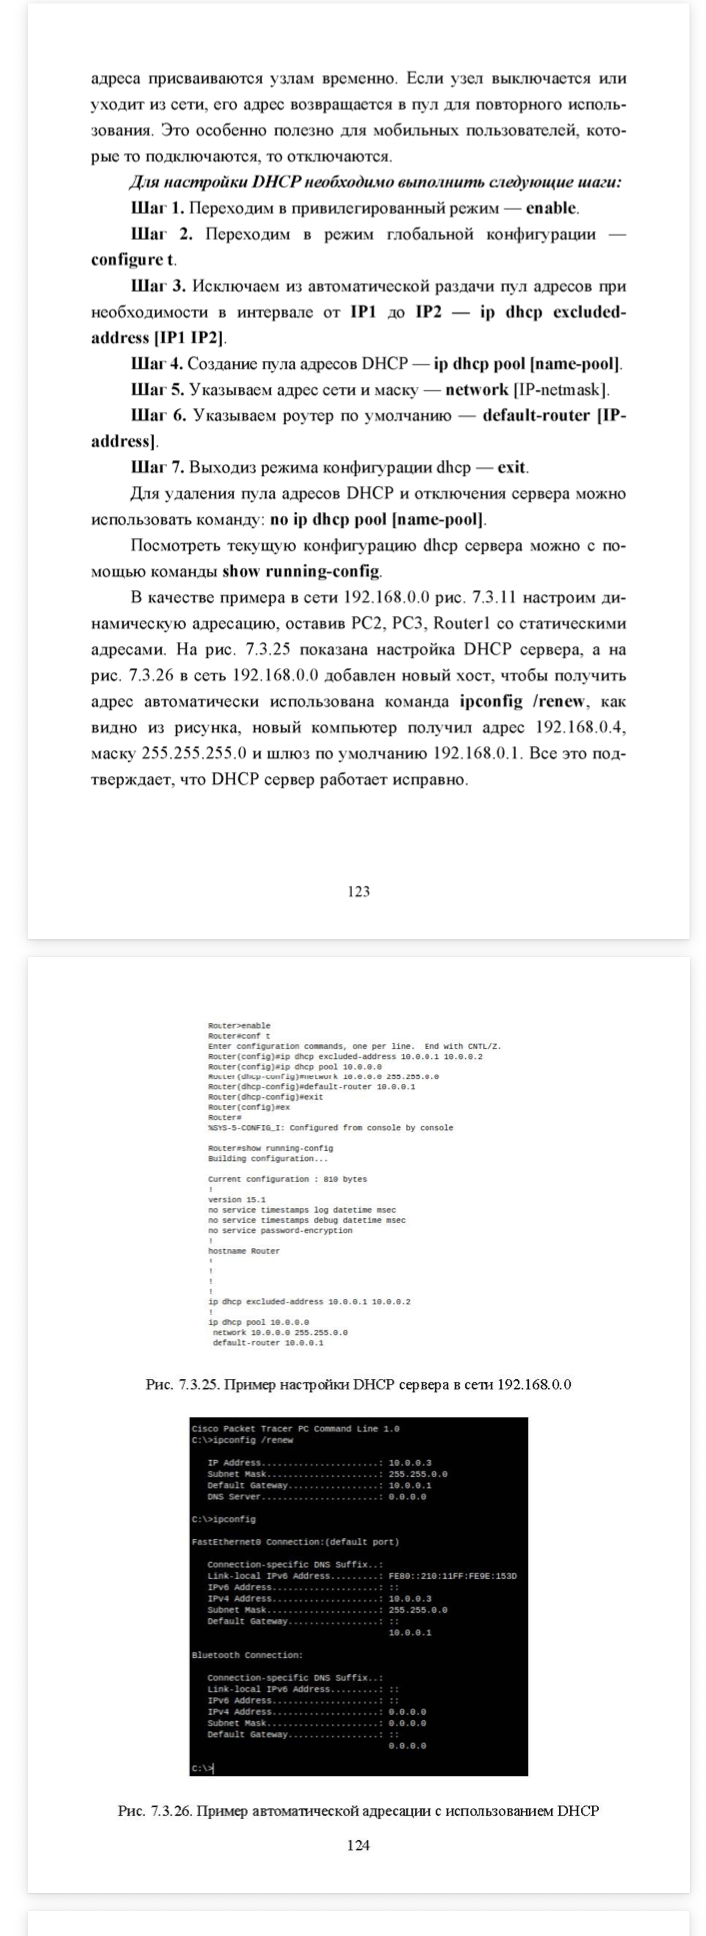 адреса присваиваются узлам временно. Если узел выключается или
уходит из сети, его адрес возвращается в пул для повторного исполь-
зования. Это особенно полезно для мобильных пользователей, кото-
рые то подключаются, то отключаются.
Для настройки DHCP необходимо выполнить следующие шаги:
Шаг 1. Переходим в привилегированный режим — enable.
Шаг 2. Переходим в режим глобальной конфигурации —
configure t.
Шаг 3. Исключаем из автоматической раздачи пул адресов при
необходимости в интервале от IP1 до IP2 — ip dhcp excluded-
address [IP1 IP2].
Шаг 4. Создание пула адресов DHCP — ip dhcp pool [name-pool].
Шаг 5. Указываем адрес сети и маску — network [IP-netmask].
Шаг 6. Указываем роутер по умолчанию — default-router [IP-
address].
Шаг 7. Выходиз режима конфигурации dhcp — exit.
Для удаления пула адресов DHCP и отключения сервера можно
использовать команду: no ip dhcp pool [name-pool].
Посмотреть текущую конфигурацию dhcp сервера можно с по-
мощью команды show running-config.
В качестве примера в сети 192.168.0.0 рис. 7.3.11 настроим ди-
намическую адресацию, оставив PC2, PC3, Router1 со статическими
адресами. На рис. 7.3.25 показана настройка DHCP сервера, а на
рис. 7.3.26 в сеть 192.168.0.0 добавлен новый хост, чтобы получить
адрес автоматически использована команда ipconfig /renew, как
видно из рисунка, новый компьютер получил адрес 192.168.0.4,
маску 255.255.255.0 и шлюз по умолчанию 192.168.0.1. Все это под-
тверждает, что DHCP сервер работает исправно.
123
Router>enable
Router#conf t
Enter configuration commands, one per line.  End with CNTL/Z.
Router(config)#ip dhcp excluded-address 10.0.0.1 10.0.0.2
Router(config)#ip dhcp pool 10.0.0.0
Router(dhcp-config)#network 10.0.0.0 255.255.0.0
Router(dhcp-config)#default-router 10.0.0.1
Router(dhcp-config)#exit
Router(config)#ex
Router#
%SYS-5-CONFIG_I: Configured from console by console
Router#show running-config
Building configuration...
Current configuration : 810 bytes
!
version 15.1
no service timestamps log datetime msec
no service timestamps debug datetime msec
no service password-encryption
!
hostname Router
!
!
!
!
ip dhcp excluded-address 10.0.0.1 10.0.0.2
!
ip dhcp pool 10.0.0.0
network 10.0.0.0 255.255.0.0
default-router 10.0.0.1
Рис. 7.3.25. Пример настройки DHCP сервера в сети 192.168.0.0
Cisco Packet Tracer PC Command Line 1.0
C:\>ipconfig /renew
IP Address......................: 10.0.0.3
Subnet Mask.....................: 255.255.0.0
Default Gateway.................: 10.0.0.1
DNS Server......................: 0.0.0.0
C:\>ipconfig
FastEthernet0 Connection:(default port)
Connection-specific DNS Suffix..:
Link-local IPv6 Address.........: FE80::210:11FF:FE9E:153D
IPv6 Address....................: ::
IPv4 Address....................: 10.0.0.3
Subnet Mask.....................: 255.255.0.0
Default Gateway.................: ::
10.0.0.1
Bluetooth Connection:
Connection-specific DNS Suffix..:
Link-local IPv6 Address.........: ::
IPv6 Address....................: ::
IPv4 Address....................: 0.0.0.0
Subnet Mask.....................: 0.0.0.0
Default Gateway.................: ::
0.0.0.0
C:\>
Рис. 7.3.26. Пример автоматической адресации с использованием DHCP
124